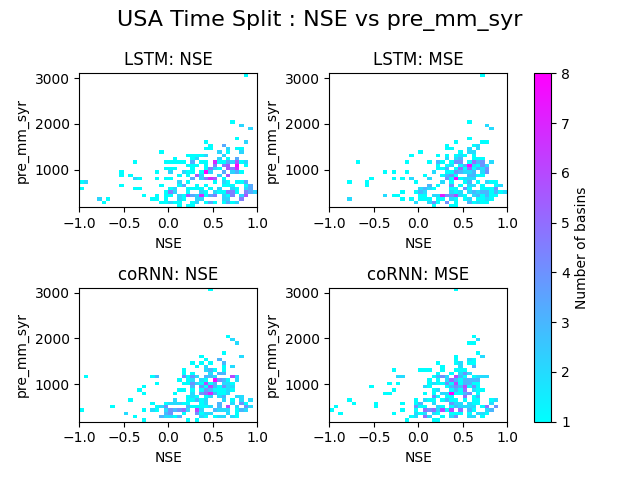 USA Time Split : NSE vs pre_mm_syr
LSTM: NSE
LSTM: MSE
3000
2000
1000
pre_mm_syr
−1.0 −0.5 0.0 0.5 1.0
NSE
3000
2000
1000
pre_mm_syr
−1.0 −0.5 0.0 0.5 1.0
NSE
coRNN: NSE
coRNN: MSE
3000
2000
1000
pre_mm_syr
−1.0 −0.5 0.0 0.5 1.0
NSE
3000
2000
1000
pre_mm_syr
−1.0 −0.5 0.0 0.5 1.0
NSE
8
7
6
5
4
3
2
1
Number of basins